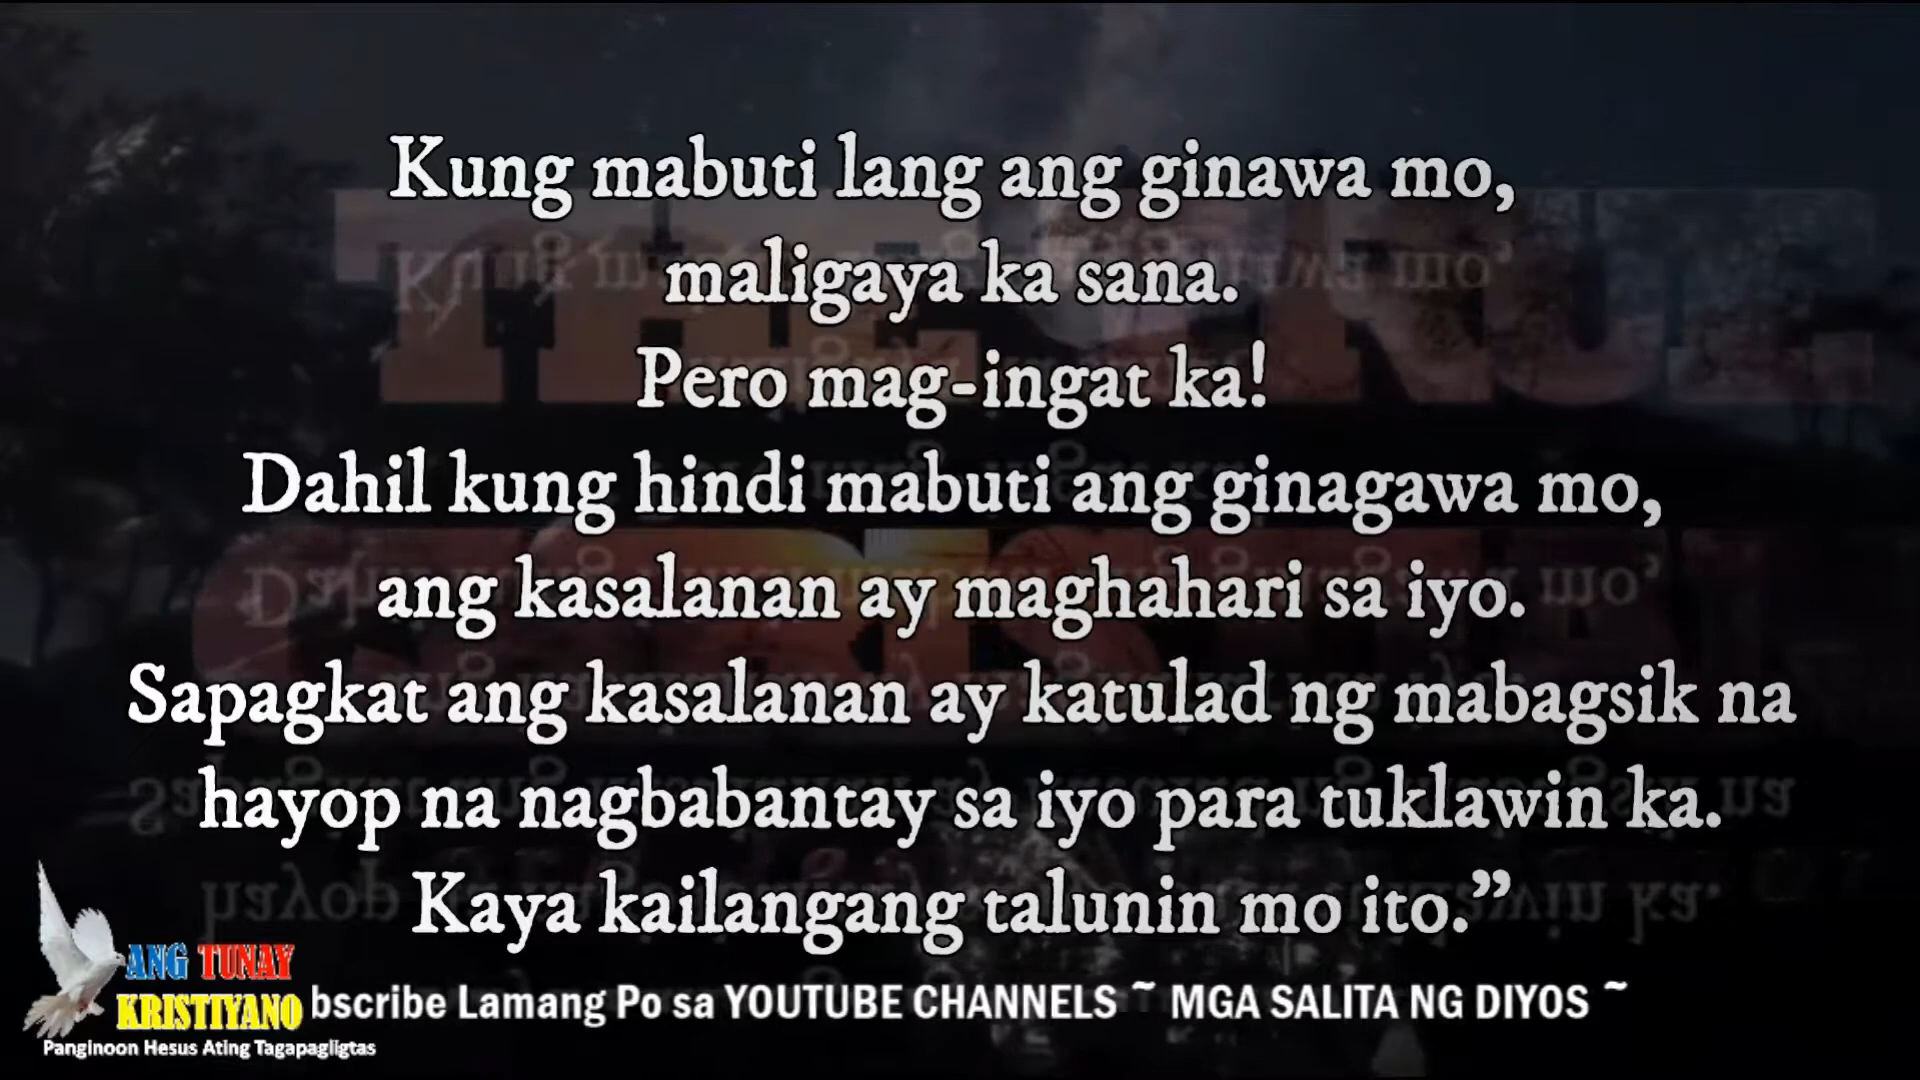 Kung mabuti lang ang ginawa mo,
maligaya ka sana.
Pero mag-ingat ka!
Dahil kung hindi mabuti ang ginagawa mo,
ang kasalanan ay maghahari sa iyo.
Sapagkat ang kasalanan ay katulad ng mabagsik na
hayop na nagbabantay sa iyo para tuklawin ka.
Kaya kailangang talunin mo ito.”
ANG TUNAY
KRISTIYANO
bscribe Lamang Po sa YOUTUBE CHANNELS ~ MGA SALITA NG DIYOS ~
Panginoon Hesus Ating Tagapagligtas